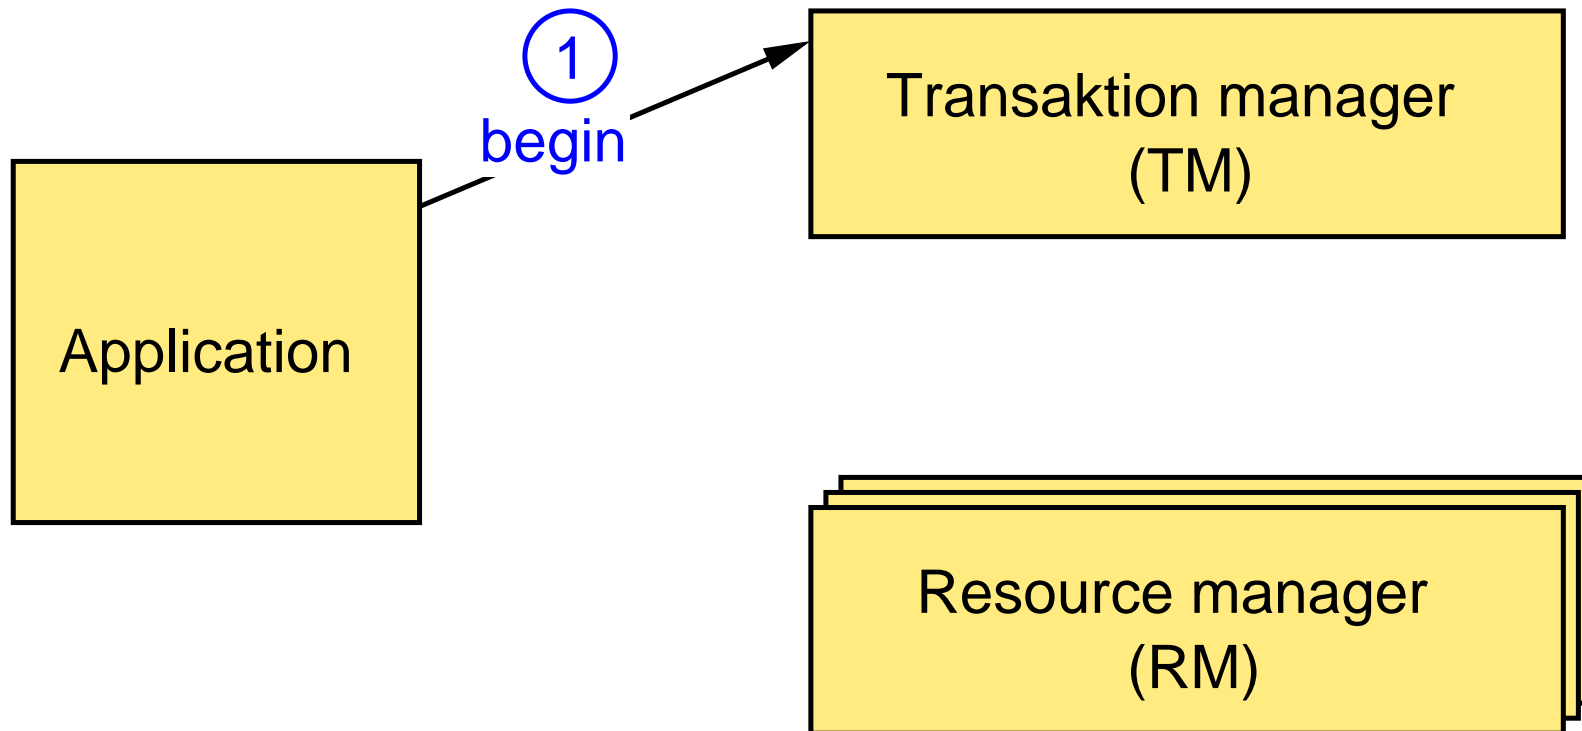 1
begin
Transaktion manager
(TM)
Application
Resource manager
(RM)